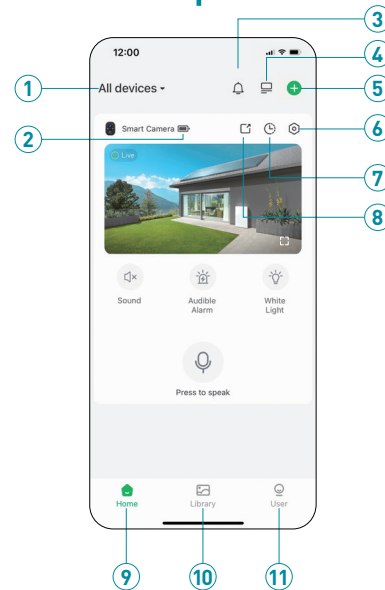 3
12:00
4
1
All devices
5
2
Smart Camera
6
Live
7
8
Sound
Audible
Alarm
White
Light
Press to speak
Home
Library
User
9
10
11